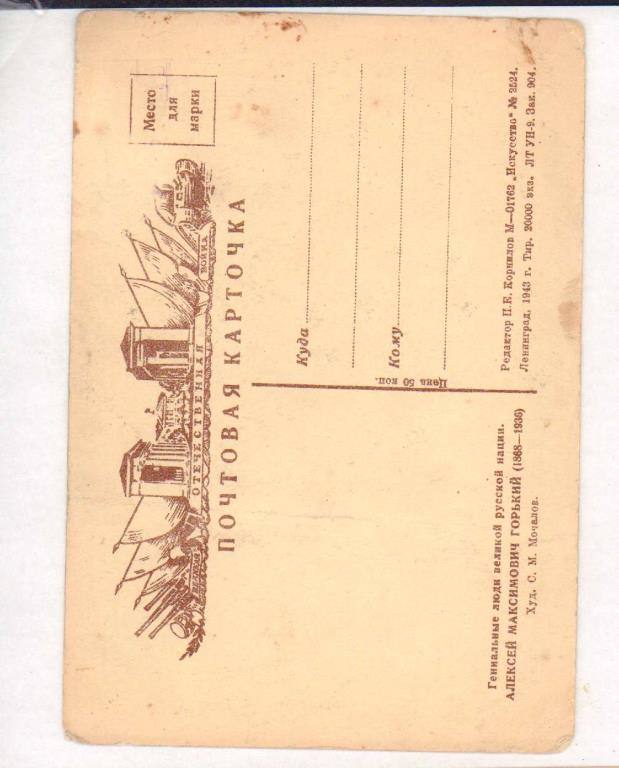 Место
для
марки
ОТЕЧЕСТВЕННАЯ
ВОЙНА
ПОЧТОВАЯ КАРТОЧКА
Куда
Кому
Цена 50 коп.
Гениальные люди великой русской нации.
АЛЕКСЕЙ МАКСИМОВИЧ ГОРЬКИЙ (1868—1936)
Худ. С. М. Мочалов.
Редактор П. Е. Корнилов М—01762 „Искусство" № 2524.
Ленинград, 1943 г. Тир. 20000 экз. ЛТ УН-9. Зак. 904.